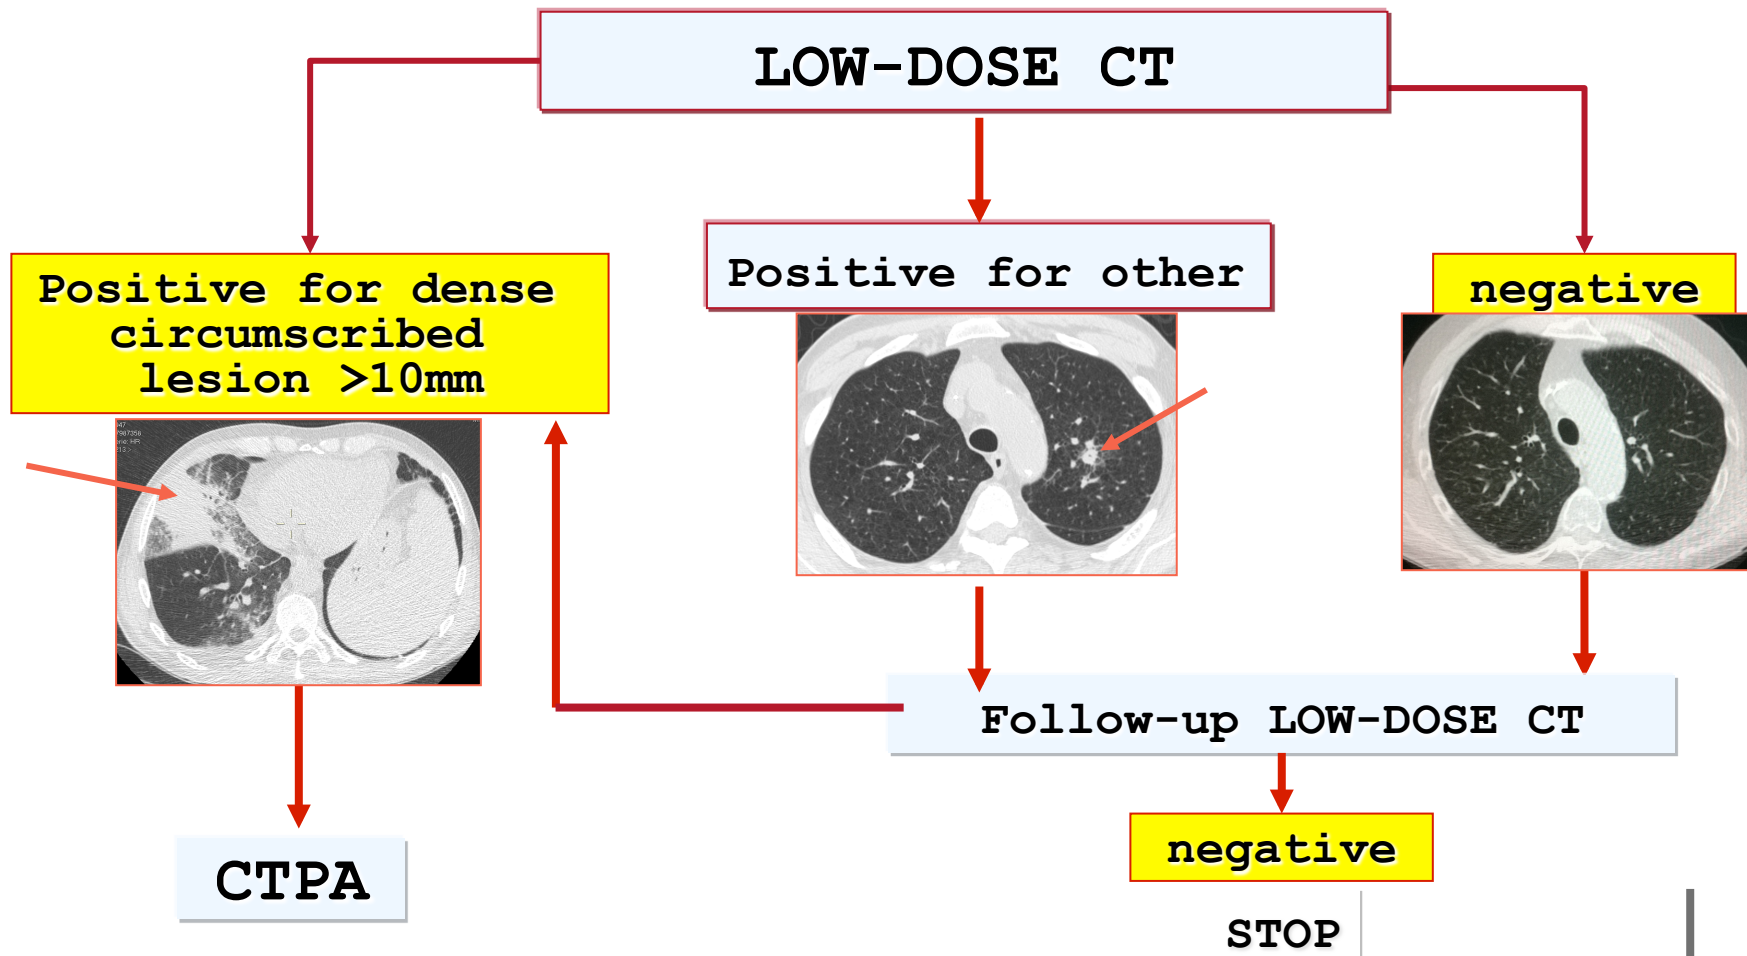 LOW-DOSE CT
Positive for dense
circumscribed
lesion >10mm
Positive for other
negative
Follow-up LOW-DOSE CT
CTPA
negative
STOP